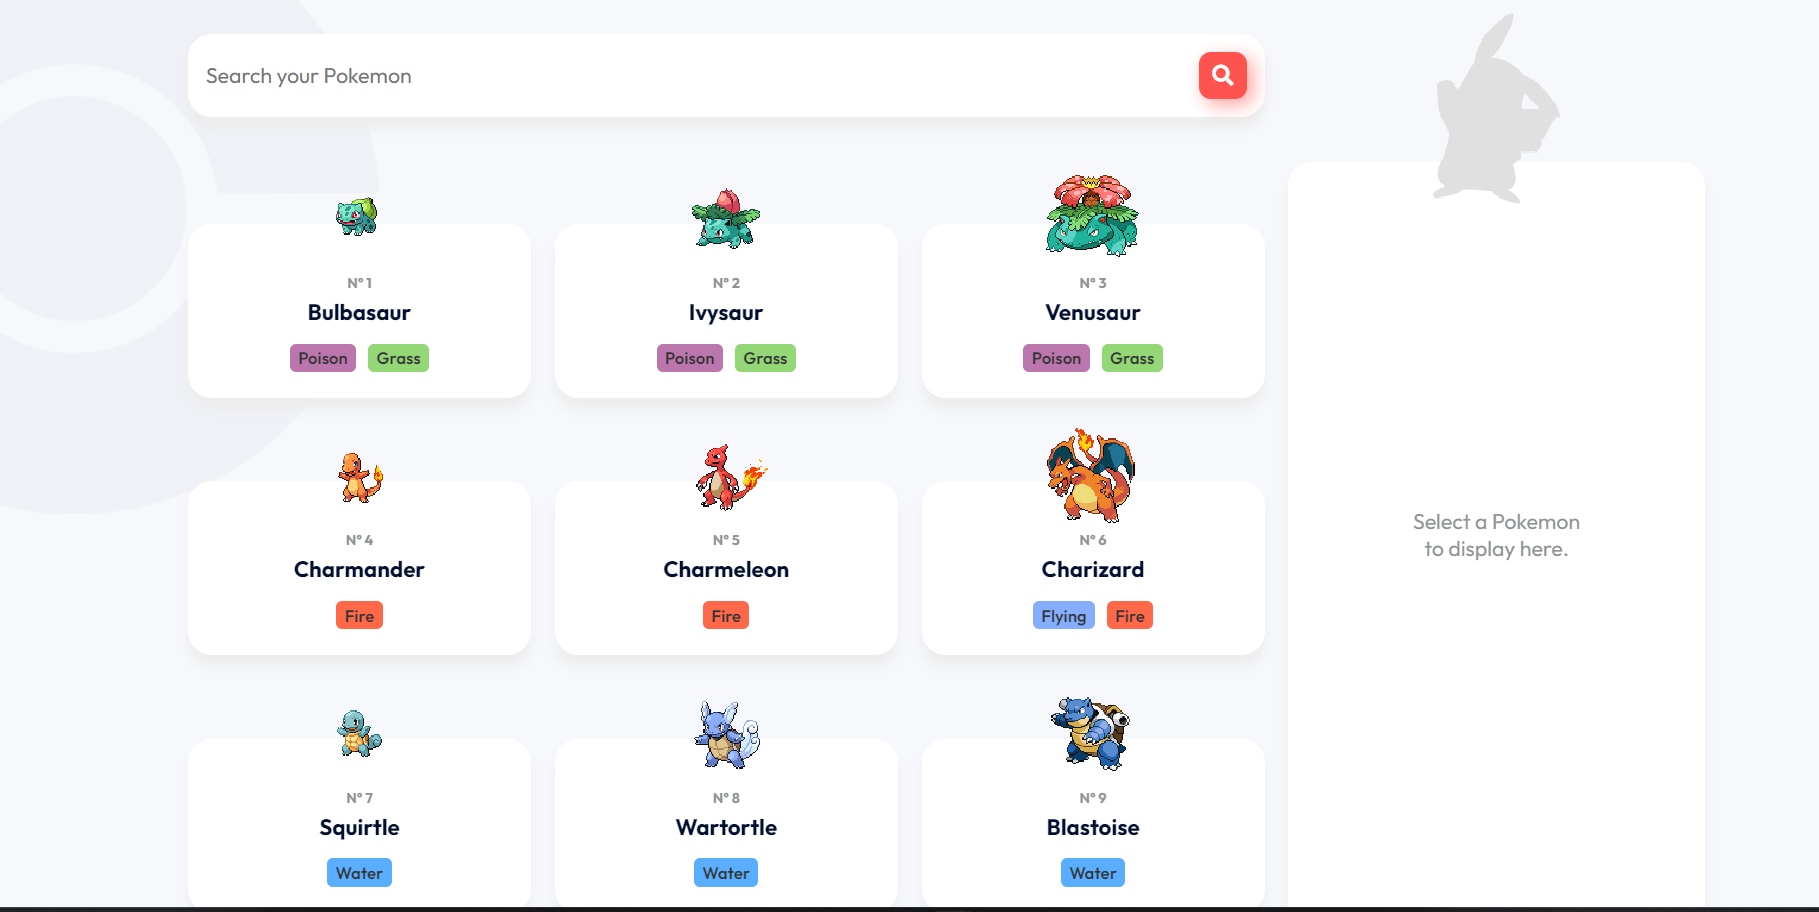 Search your Pokemon
N° 1
Bulbasaur
Poison Grass
N° 2
Ivysaur
Poison Grass
N° 3
Venusaur
Poison Grass
N° 4
Charmander
Fire
N° 5
Charmeleon
Fire
N° 6
Charizard
Flying Fire
N° 7
Squirtle
Water
N° 8
Wartortle
Water
N° 9
Blastoise
Water
Select a Pokemon
to display here.